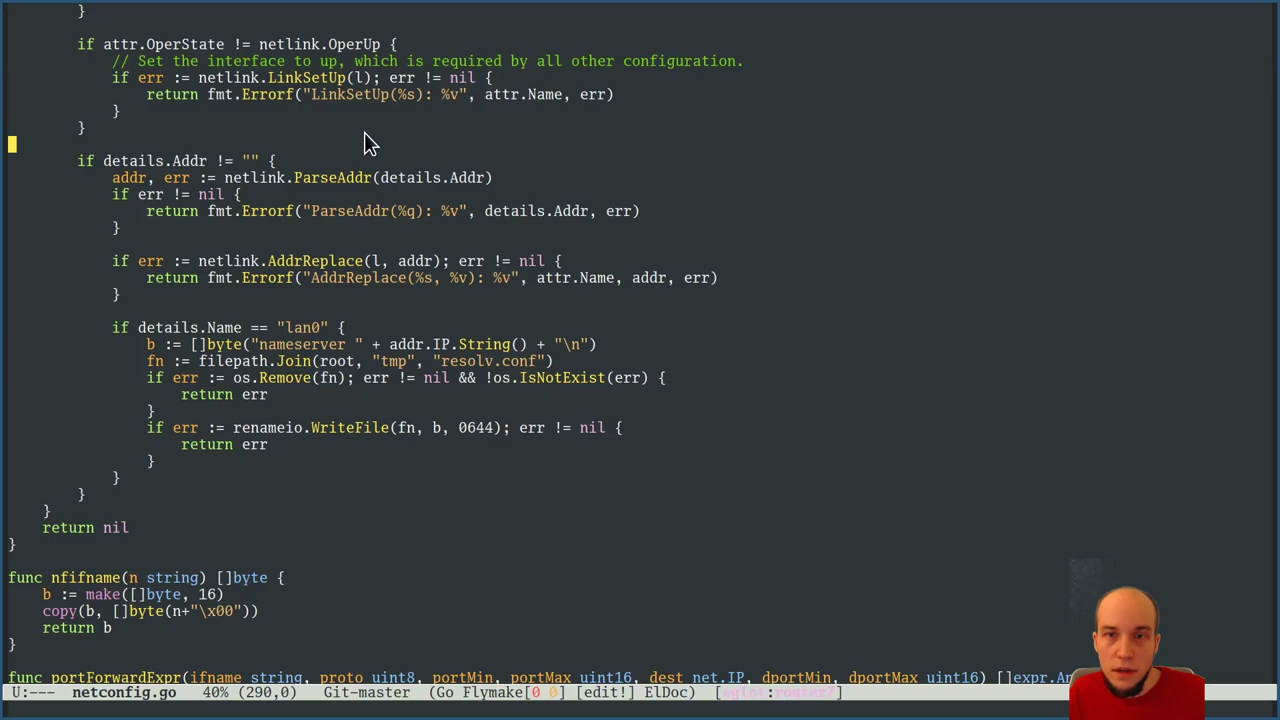 }
if attr.OperState != netlink.OperUp {
// Set the interface to up, which is required by all other configuration.
if err := netlink.LinkSetUp(l); err != nil {
return fmt.Errorf("LinkSetUp(%s): %v", attr.Name, err)
}
}
if details.Addr != "" {
addr, err := netlink.ParseAddr(details.Addr)
if err != nil {
return fmt.Errorf("ParseAddr(%q): %v", details.Addr, err)
}
if err := netlink.AddrReplace(l, addr); err != nil {
return fmt.Errorf("AddrReplace(%s, %v): %v", attr.Name, addr, err)
}
if details.Name == "lan0" {
b := []byte("nameserver " + addr.IP.String() + "\n")
fn := filepath.Join(root, "tmp", "resolv.conf")
if err := os.Remove(fn); err != nil && !os.IsNotExist(err) {
return err
}
if err := renameio.WriteFile(fn, b, 0644); err != nil {
return err
}
}
}
}
return nil
}
func nfifname(n string) []byte {
b := make([]byte, 16)
copy(b, []byte(n+"\x00"))
return b
}
func portForwardExpr(ifname string, proto uint8, portMin, portMax uint16, dest net.IP, dportMin, dportMax uint16) []expr.An
U:--- netconfig.go 40% (290,0) Git-master (Go Flymake[0 0] [edit!] ElDoc) [eglot:router7]